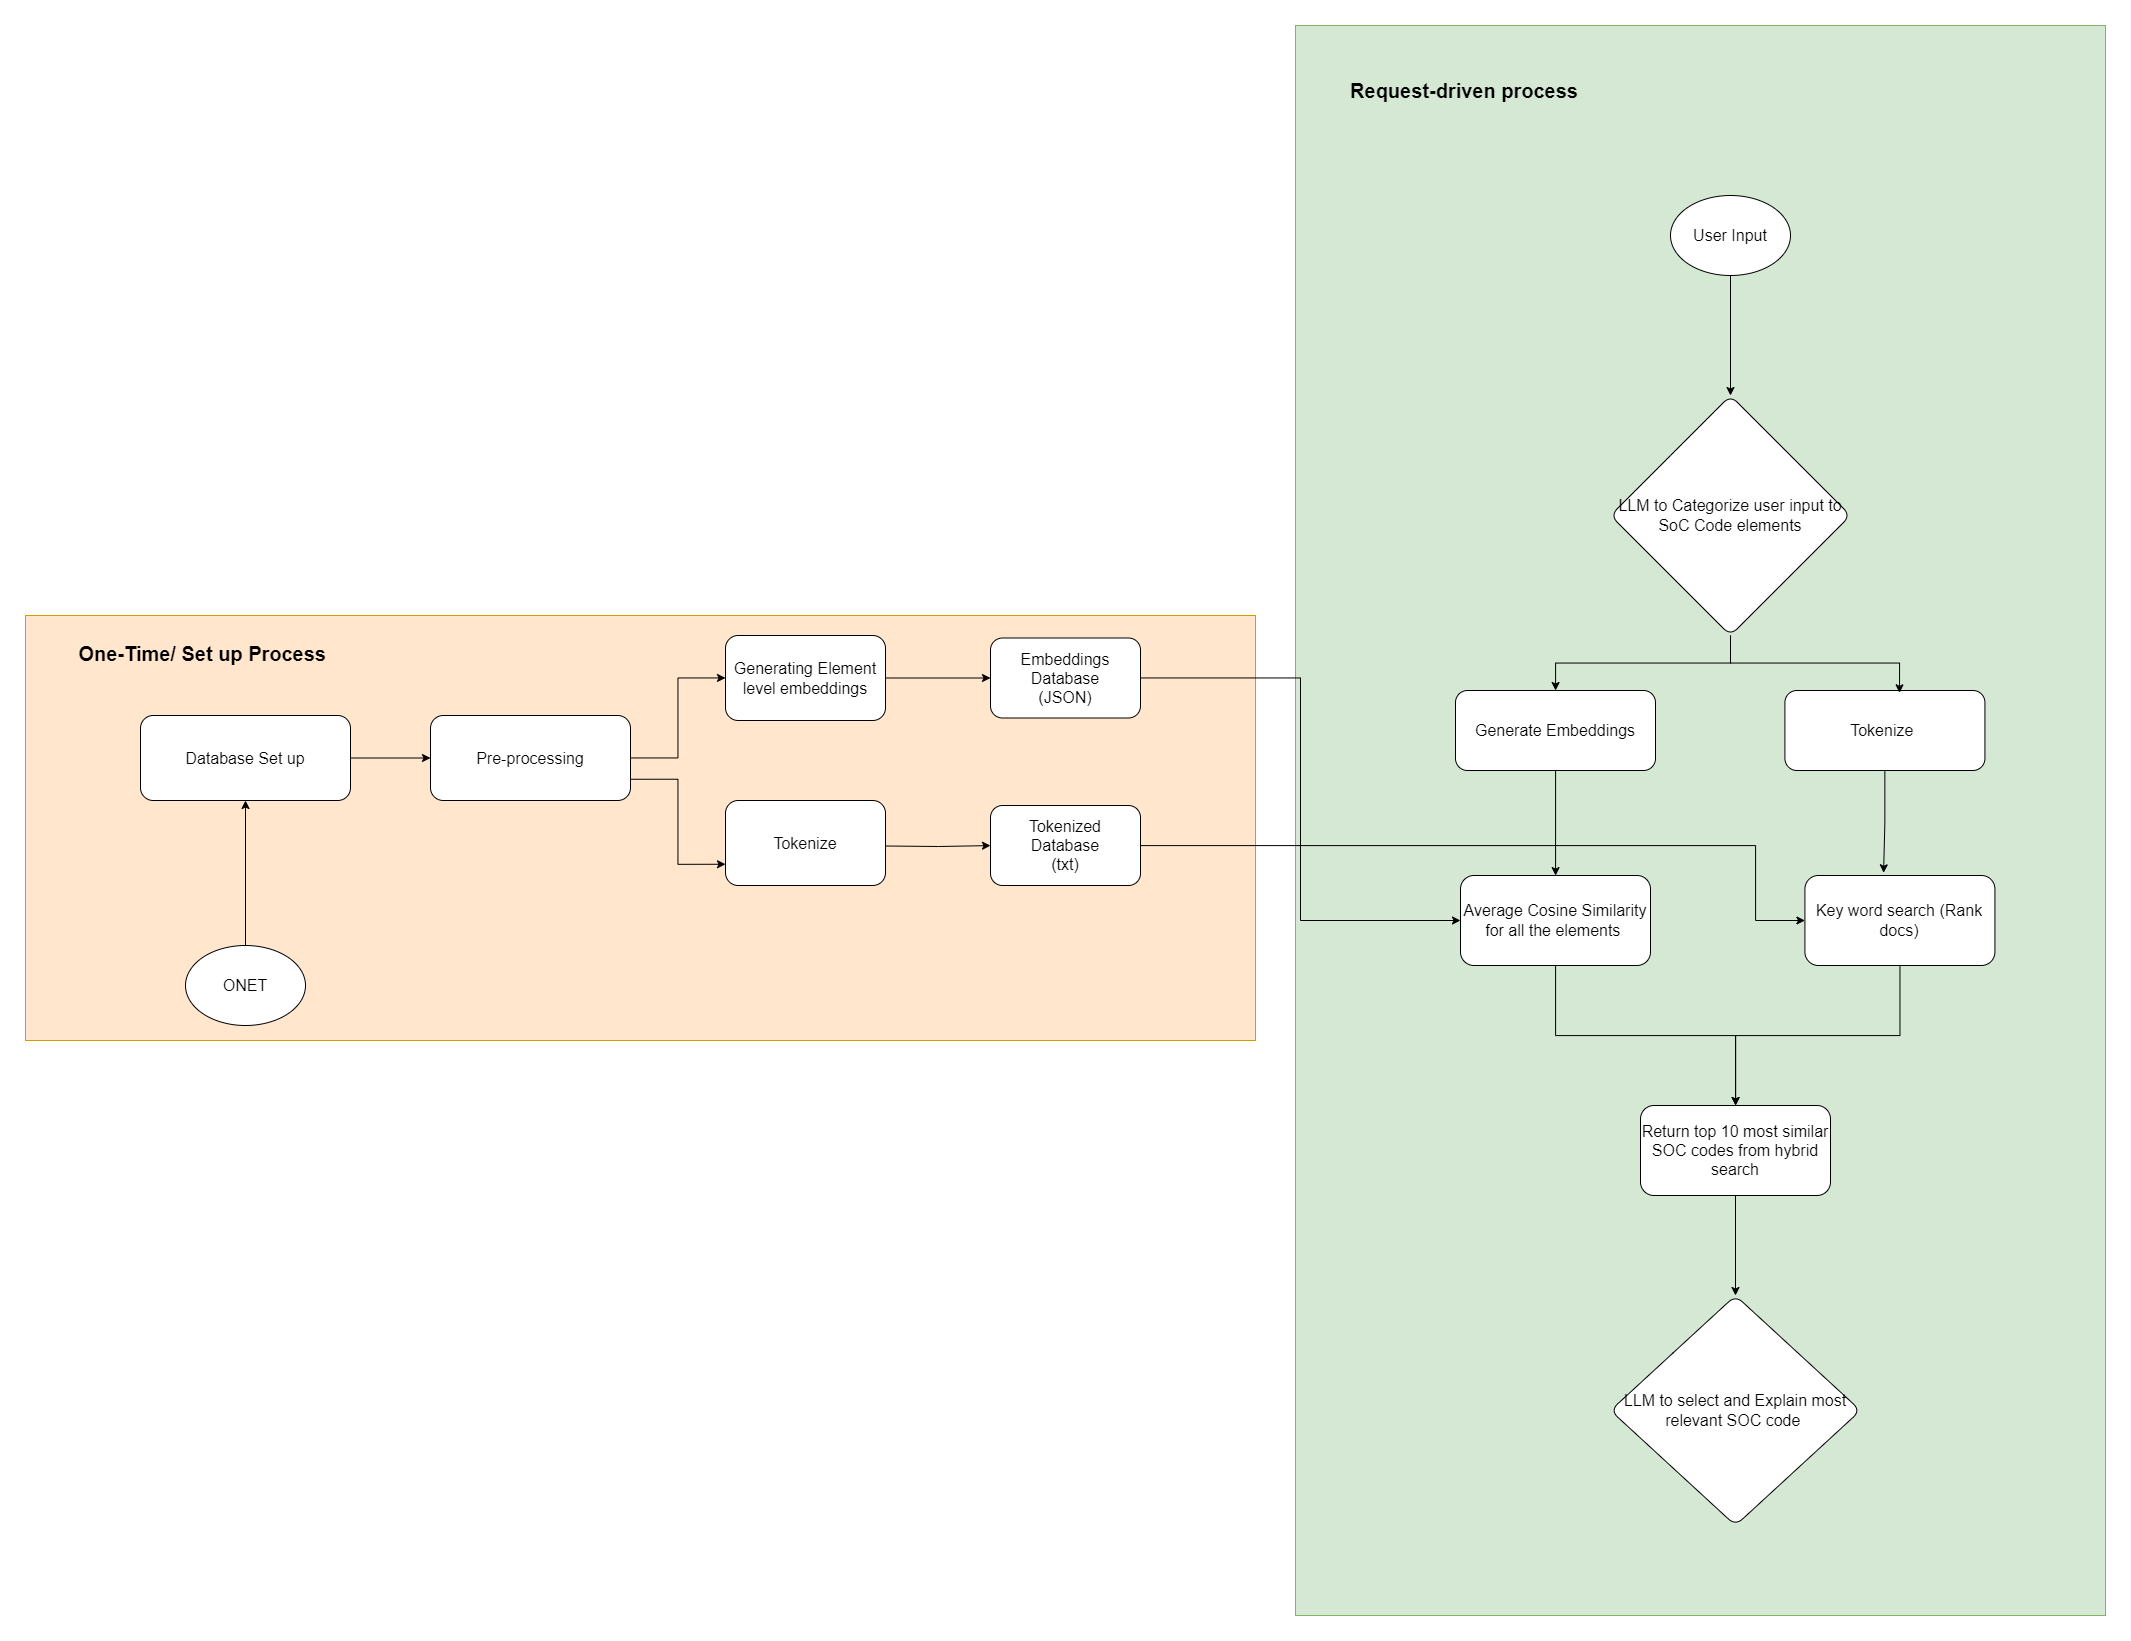 Request-driven process
User Input
LLM to Categorize user input to
SoC Code elements
One-Time/ Set up Process
Generating Element
level embeddings
Embeddings
Database
(JSON)
Database Set up
Pre-processing
Tokenize
Tokenized
Database
(txt)
ONET
Generate Embeddings
Tokenize
Average Cosine Similarity
for all the elements
Key word search (Rank
docs)
Return top 10 most similar
SOC codes from hybrid
search
LLM to select and Explain most
relevant SOC code